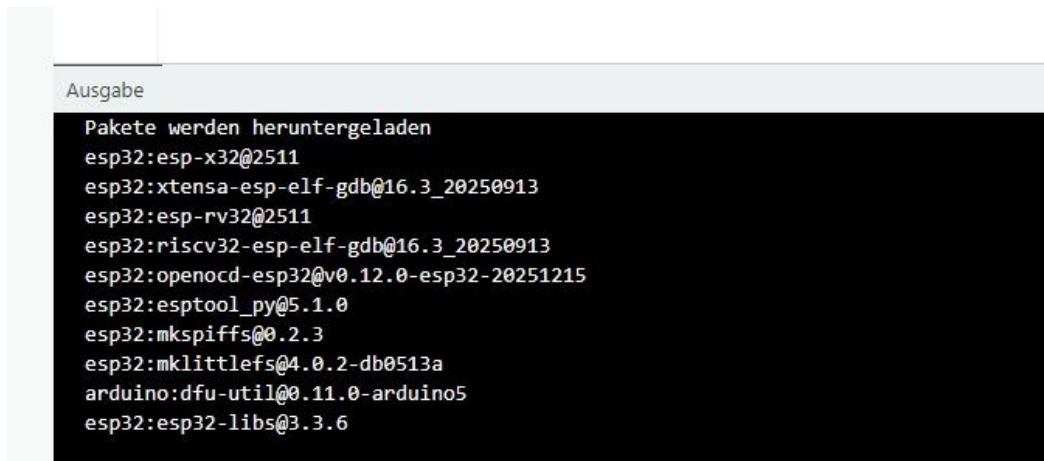 Ausgabe
Pakete werden heruntergeladen
esp32:esp-x32@2511
esp32:xtensa-esp-elf-gdb@16.3_20250913
esp32:esp-rv32@2511
esp32:riscv32-esp-elf-gdb@16.3_20250913
esp32:openocd-esp32@v0.12.0-esp32-20251215
esp32:esptool_py@5.1.0
esp32:mkspiffs@0.2.3
esp32:mklittlefs@4.0.2-db0513a
arduino:dfu-util@0.11.0-arduino5
esp32:esp32-libs@3.3.6